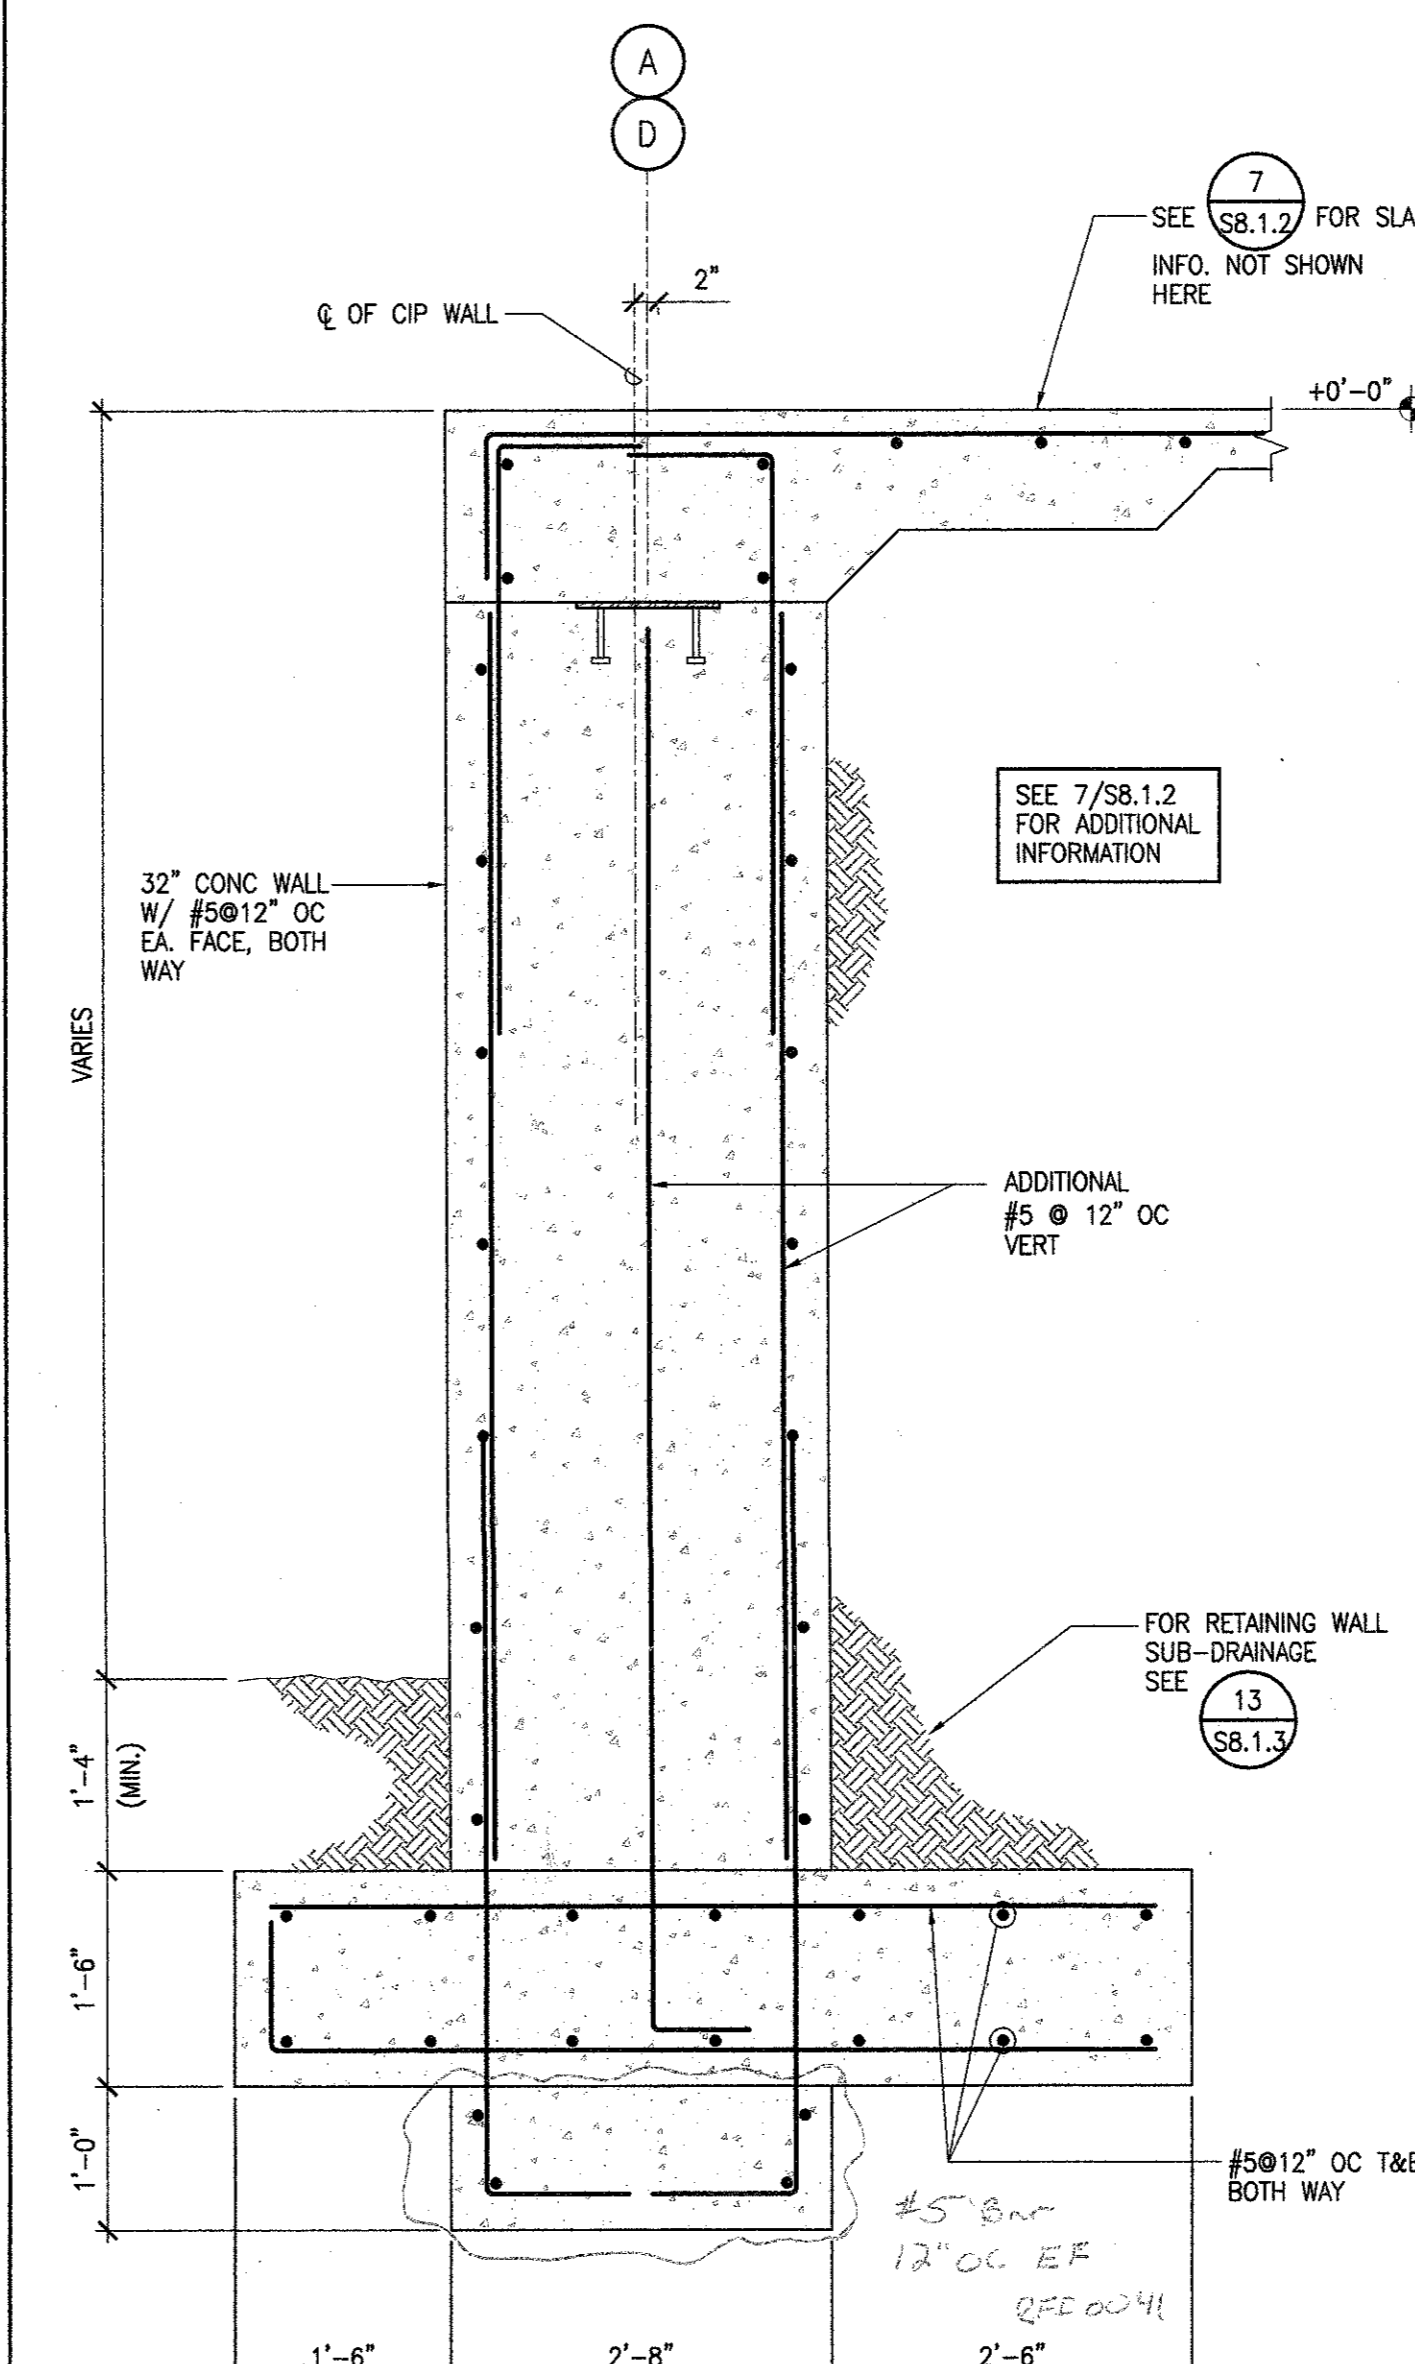 A
D
7
S8.1.2
SEE FOR SLA
INFO. NOT SHOWN
HERE
2"
℄ OF CIP WALL
+0'-0"
SEE 7/S8.1.2
FOR ADDITIONAL
INFORMATION
32" CONC WALL
W/ #5@12" OC
EA. FACE, BOTH
WAY
VARIES
ADDITIONAL
#5 @ 12" OC
VERT
FOR RETAINING WALL
SUB-DRAINAGE
SEE
13
S8.1.3
1'-4"
(MIN.)
1'-6"
1'-0"
#5@12" OC T&B
BOTH WAY
#5 Bar
12" OC EF
RFI 0041
1'-6"
2'-8"
2'-6"